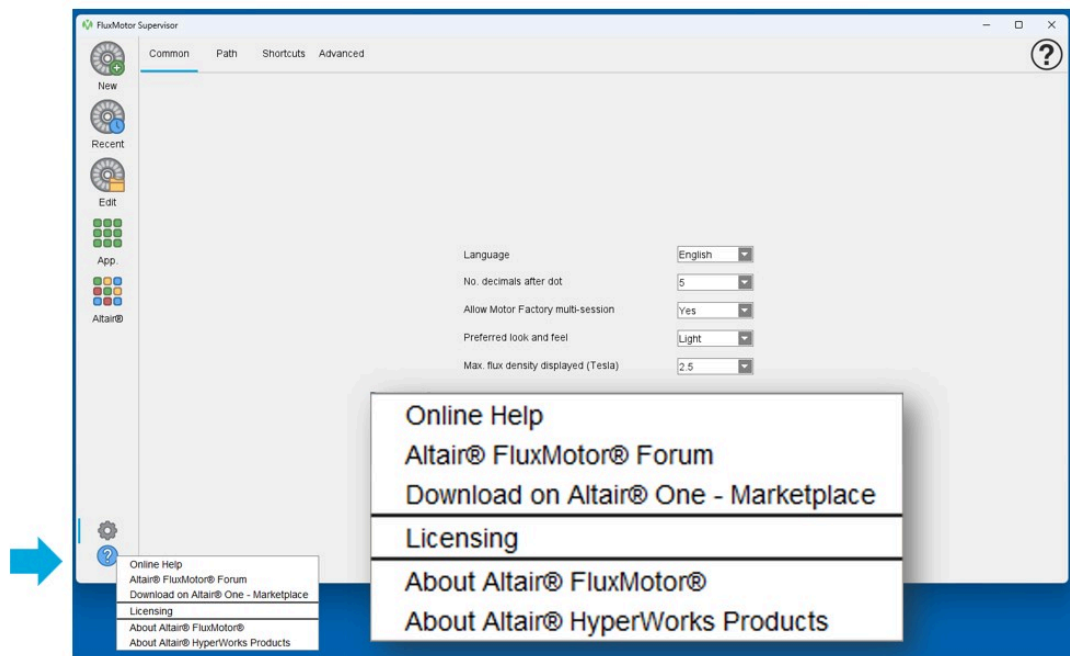 FluxMotor Supervisor
Common Path Shortcuts Advanced
?
New
Recent
Edit
App.
Altair®
Language English
No. decimals after dot 5
Allow Motor Factory multi-session Yes
Preferred look and feel Light
Max. flux density displayed (Tesla) 2.5
Online Help
Altair® FluxMotor® Forum
Download on Altair® One - Marketplace
Licensing
About Altair® FluxMotor®
About Altair® HyperWorks Products
?
Online Help
Altair® FluxMotor® Forum
Download on Altair® One - Marketplace
Licensing
About Altair® FluxMotor®
About Altair® HyperWorks Products